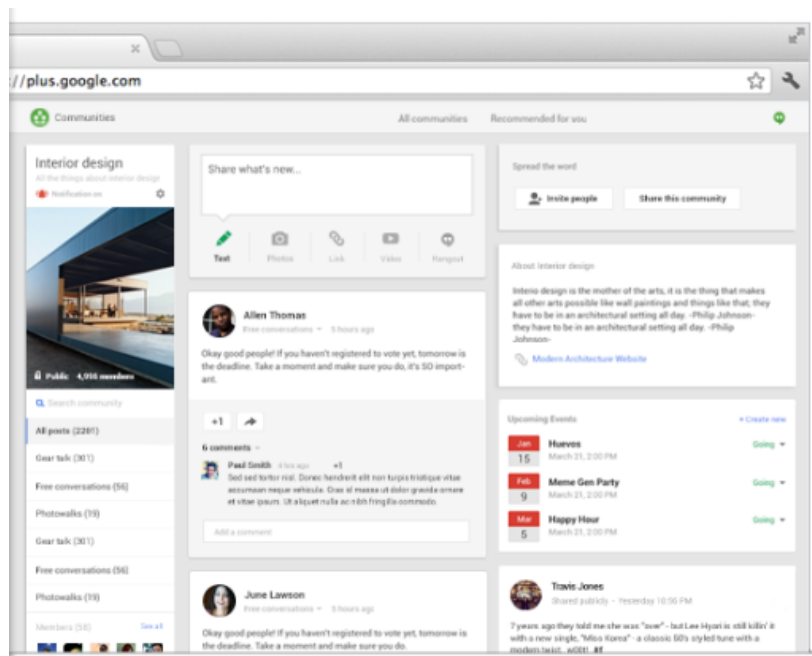 ://plus.google.com
Communities
All communities
Recommended for you
Interior design
All the things about interior design
Notification on
Public 4,998 members
Search community
All posts (2201)
Gear talk (301)
Free conversations (56)
Photowalks (19)
Gear talk (301)
Free conversations (56)
Photowalks (19)
Members (58)
See all
Share what's new...
Text
Photos
Link
Video
Hangout
Allen Thomas
Free conversations
5 hours ago
Okay good people! If you haven't registered to vote yet, tomorrow is
the deadline. Take a moment and make sure you do, it's SO import-
ant.
+1
6 comments
Paul Smith 4 hrs ago +1
Sed sed tortor nisl. Donec hendrerit elit non turpis tristique vitae
accumsan neque vehicula. Cras id massa ut dolor gravida ornare
et vitae ipsum. Ut aliquet nulla ac nibh fringilla commodo.
Add a comment
June Lawson
Free conversations
5 hours ago
Okay good people! If you haven't registered to vote yet, tomorrow is
the deadline. Take a moment and make sure you do.
Spread the word
Invite people
Share this community
About Interior design
Interio design is the mother of the arts, it is the thing that makes
all other arts possible like wall paintings and things like that; they
have to be in an architectural setting all day. -Philip Johnson-
they have to be in an architectural setting all day. -Philip
Johnson-
Modern Architecture Website
Upcoming Events
+ Create new
Jan
15
Huevos
March 21, 2:00 PM
Going
Feb
9
Meme Gen Party
March 21, 2:00 PM
Going
Mar
5
Happy Hour
March 21, 2:00 PM
Going
Travis Jones
Shared publicly - Yesterday 10:56 PM
7 years ago they told me she was "over" - but Lee Hyori is still killin' it
with a new single, "Miss Korea" - a classic 50's styled tune with a
modern twist. w00t! #f